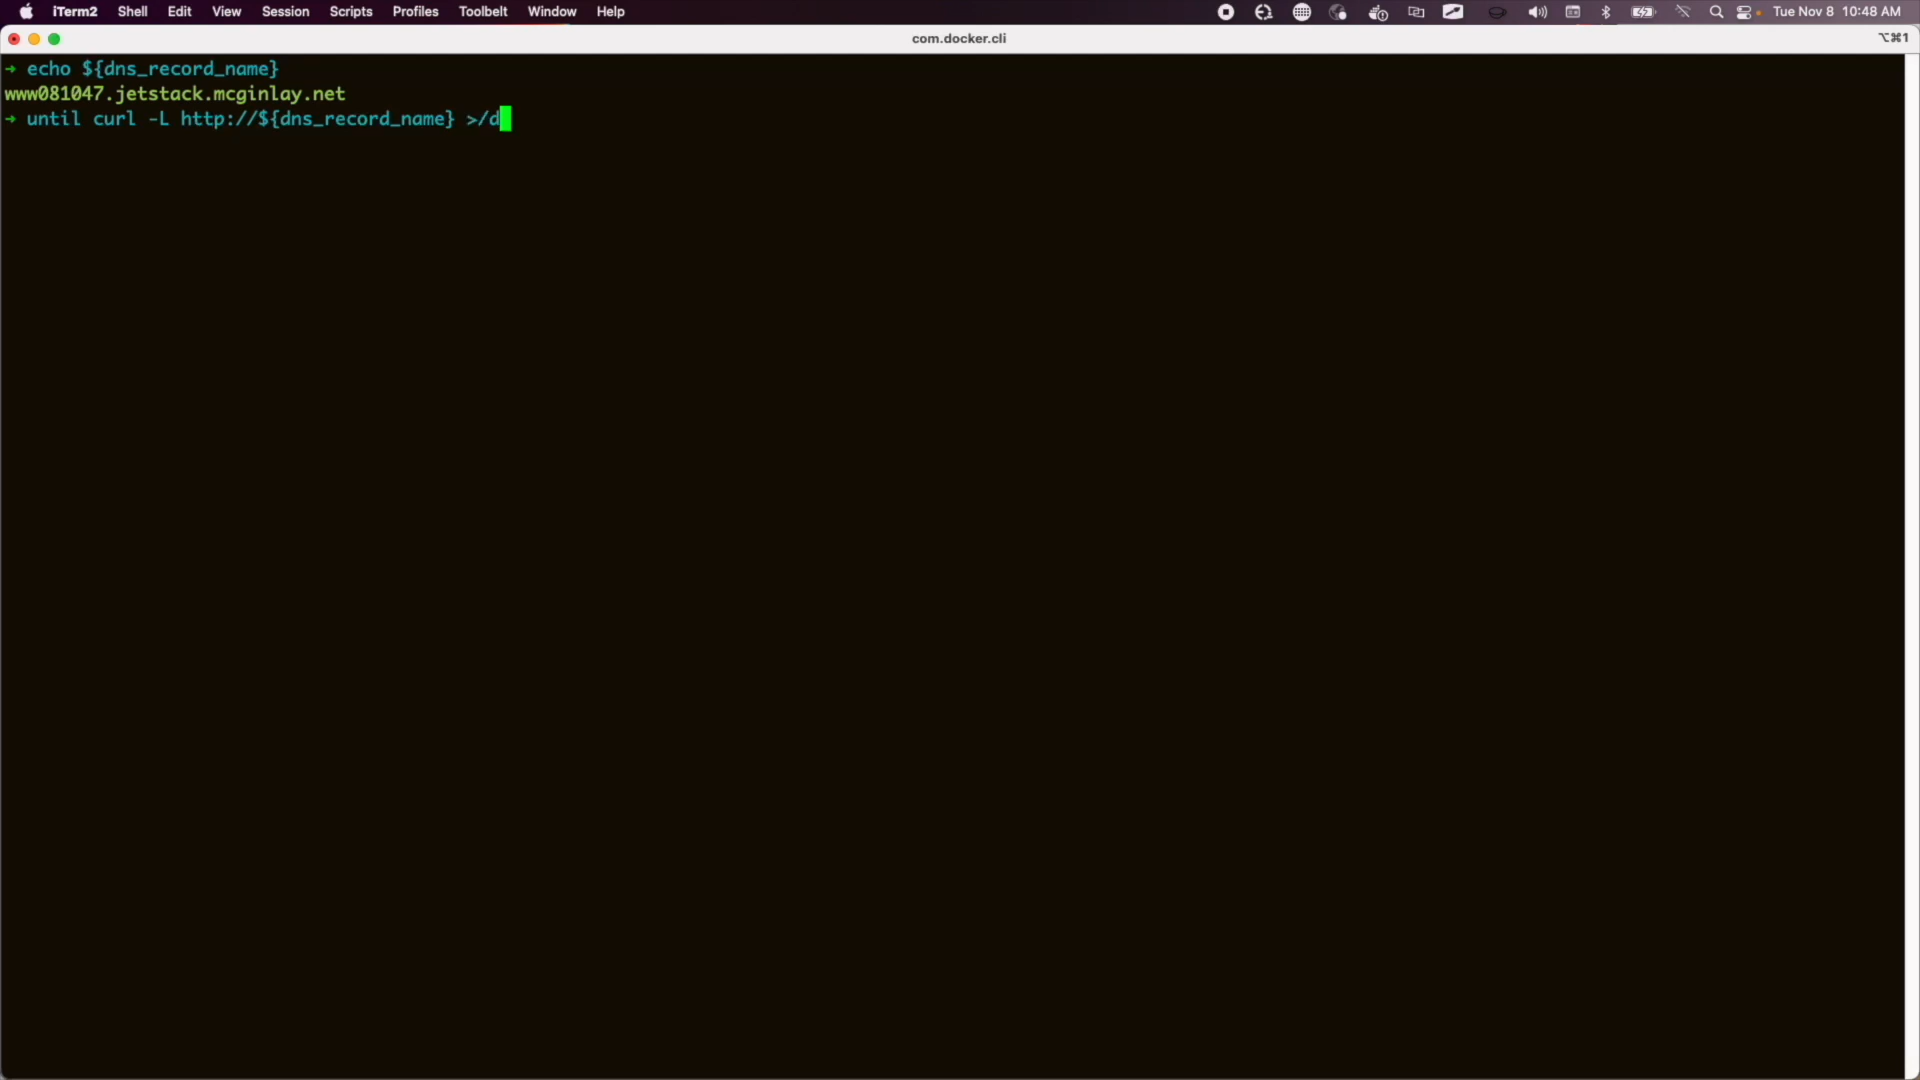 iTerm2 Shell Edit View Session Scripts Profiles Toolbelt Window Help Tue Nov 8 10:48 AM
com.docker.cli ⌥⌘1
➜ echo ${dns_record_name}
www081047.jetstack.mcginlay.net
➜ until curl -L http://${dns_record_name} >/d